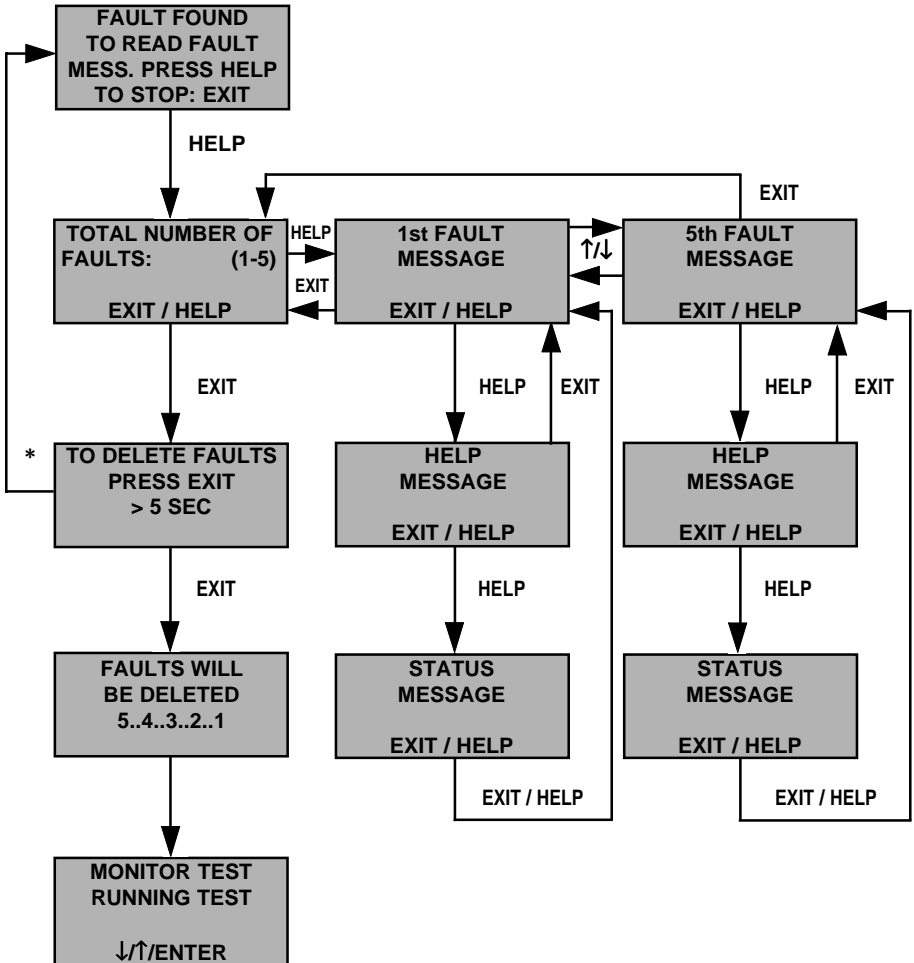 FAULT FOUND
TO READ FAULT
MESS. PRESS HELP
TO STOP: EXIT
HELP
EXIT
TOTAL NUMBER OF
FAULTS: (1-5)
EXIT / HELP
HELP
EXIT
1st FAULT
MESSAGE
EXIT / HELP
↑/↓
5th FAULT
MESSAGE
EXIT / HELP
EXIT
HELP
EXIT
HELP
EXIT
*
TO DELETE FAULTS
PRESS EXIT
> 5 SEC
HELP
MESSAGE
EXIT / HELP
HELP
MESSAGE
EXIT / HELP
EXIT
HELP
HELP
FAULTS WILL
BE DELETED
5..4..3..2..1
STATUS
MESSAGE
EXIT / HELP
STATUS
MESSAGE
EXIT / HELP
EXIT / HELP
EXIT / HELP
MONITOR TEST
RUNNING TEST
↓/↑/ENTER